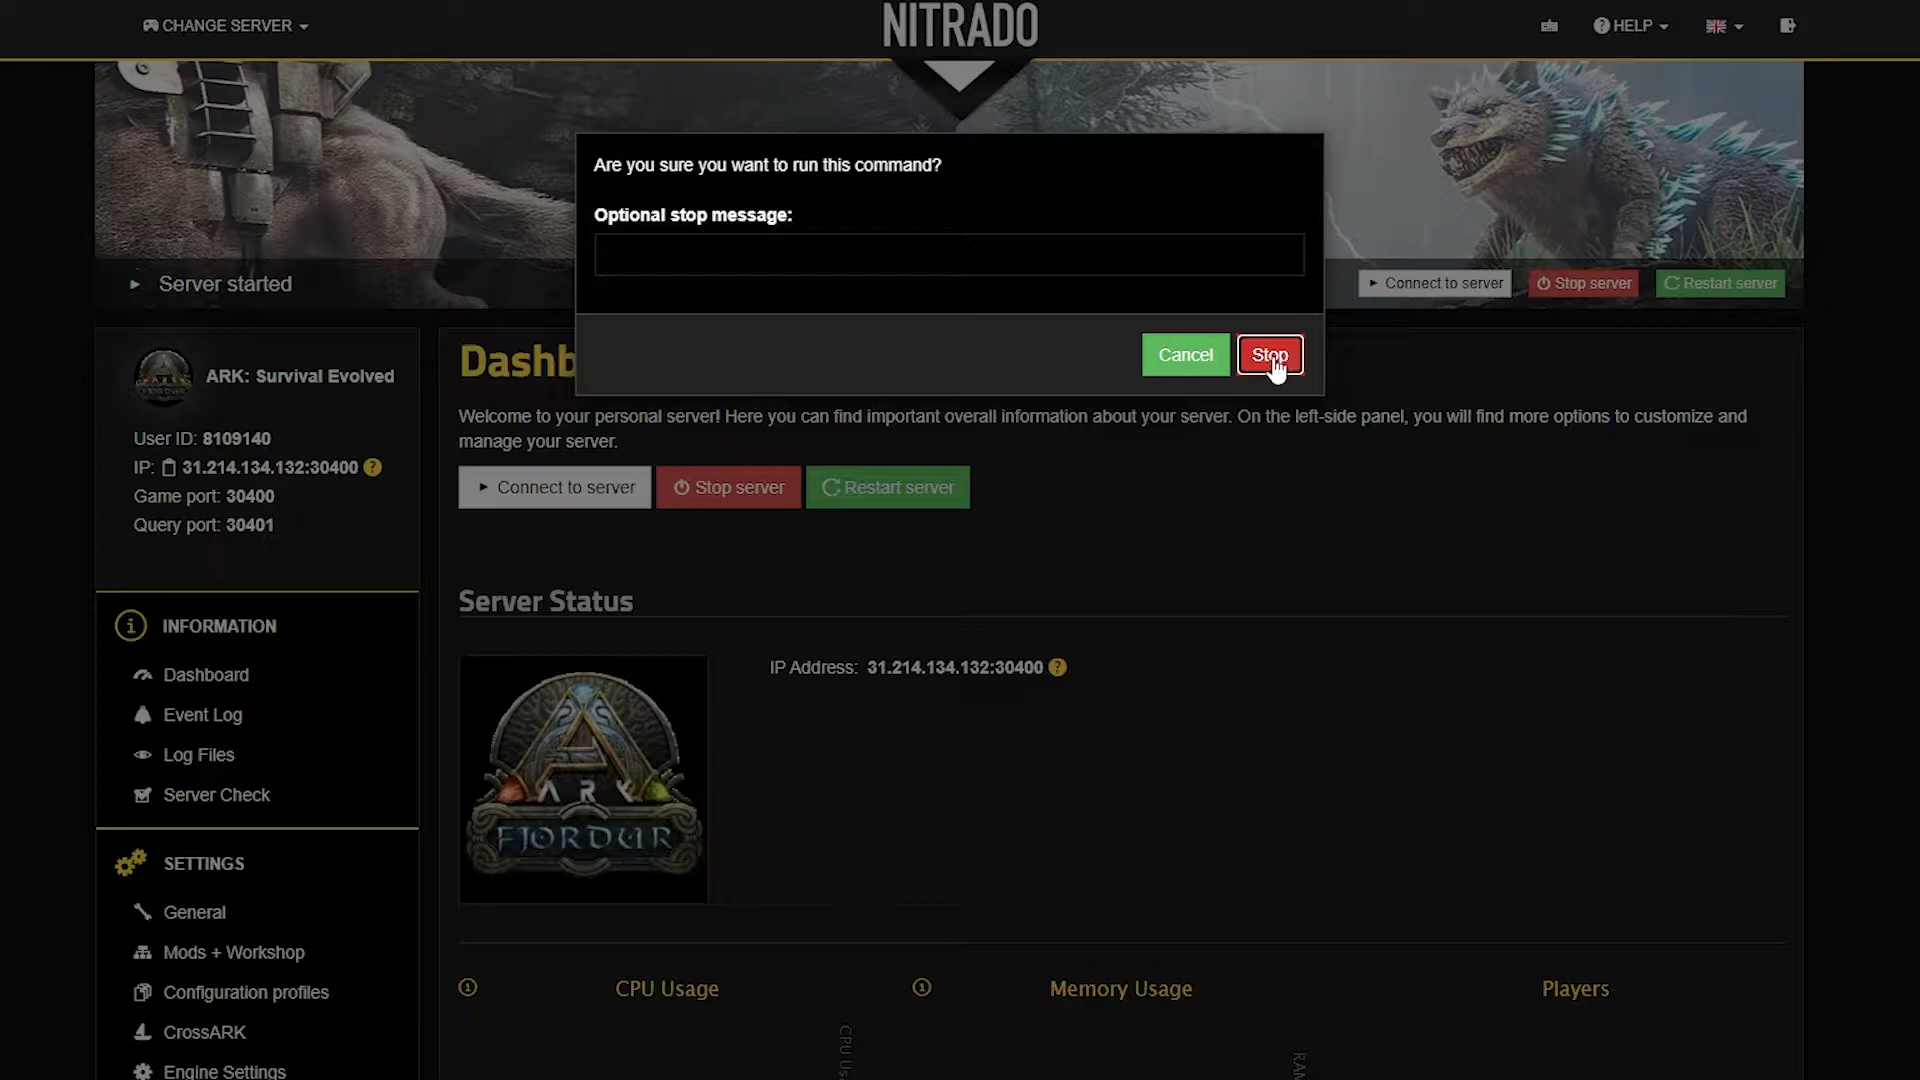 CHANGE SERVER
NITRADO
HELP
Are you sure you want to run this command?
Optional stop message:
Server started
Connect to server
Stop server
Restart server
Cancel
Stop
ARK: Survival Evolved
User ID: 8109140
IP: 31.214.134.132:30400 ?
Game port: 30400
Query port: 30401
Dashb
Welcome to your personal server! Here you can find important overall information about your server. On the left-side panel, you will find more options to customize and
manage your server.
Connect to server
Stop server
Restart server
INFORMATION
Dashboard
Event Log
Log Files
Server Check
Server Status
IP Address: 31.214.134.132:30400 ?
ARK
FJORDUR
SETTINGS
General
Mods + Workshop
Configuration profiles
CrossARK
Engine Settings
CPU Usage
Memory Usage
Players